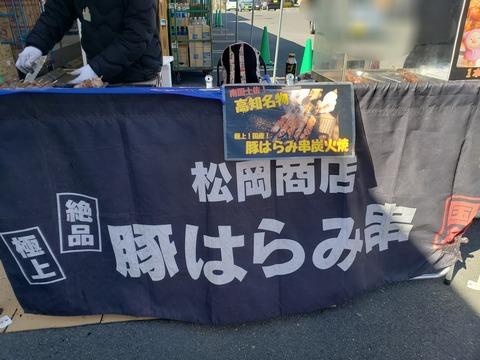 南国土佐!
高知名物
極上!国産!
豚はらみ串炭火焼
松岡商店
絶品
極上
豚はらみ串
国